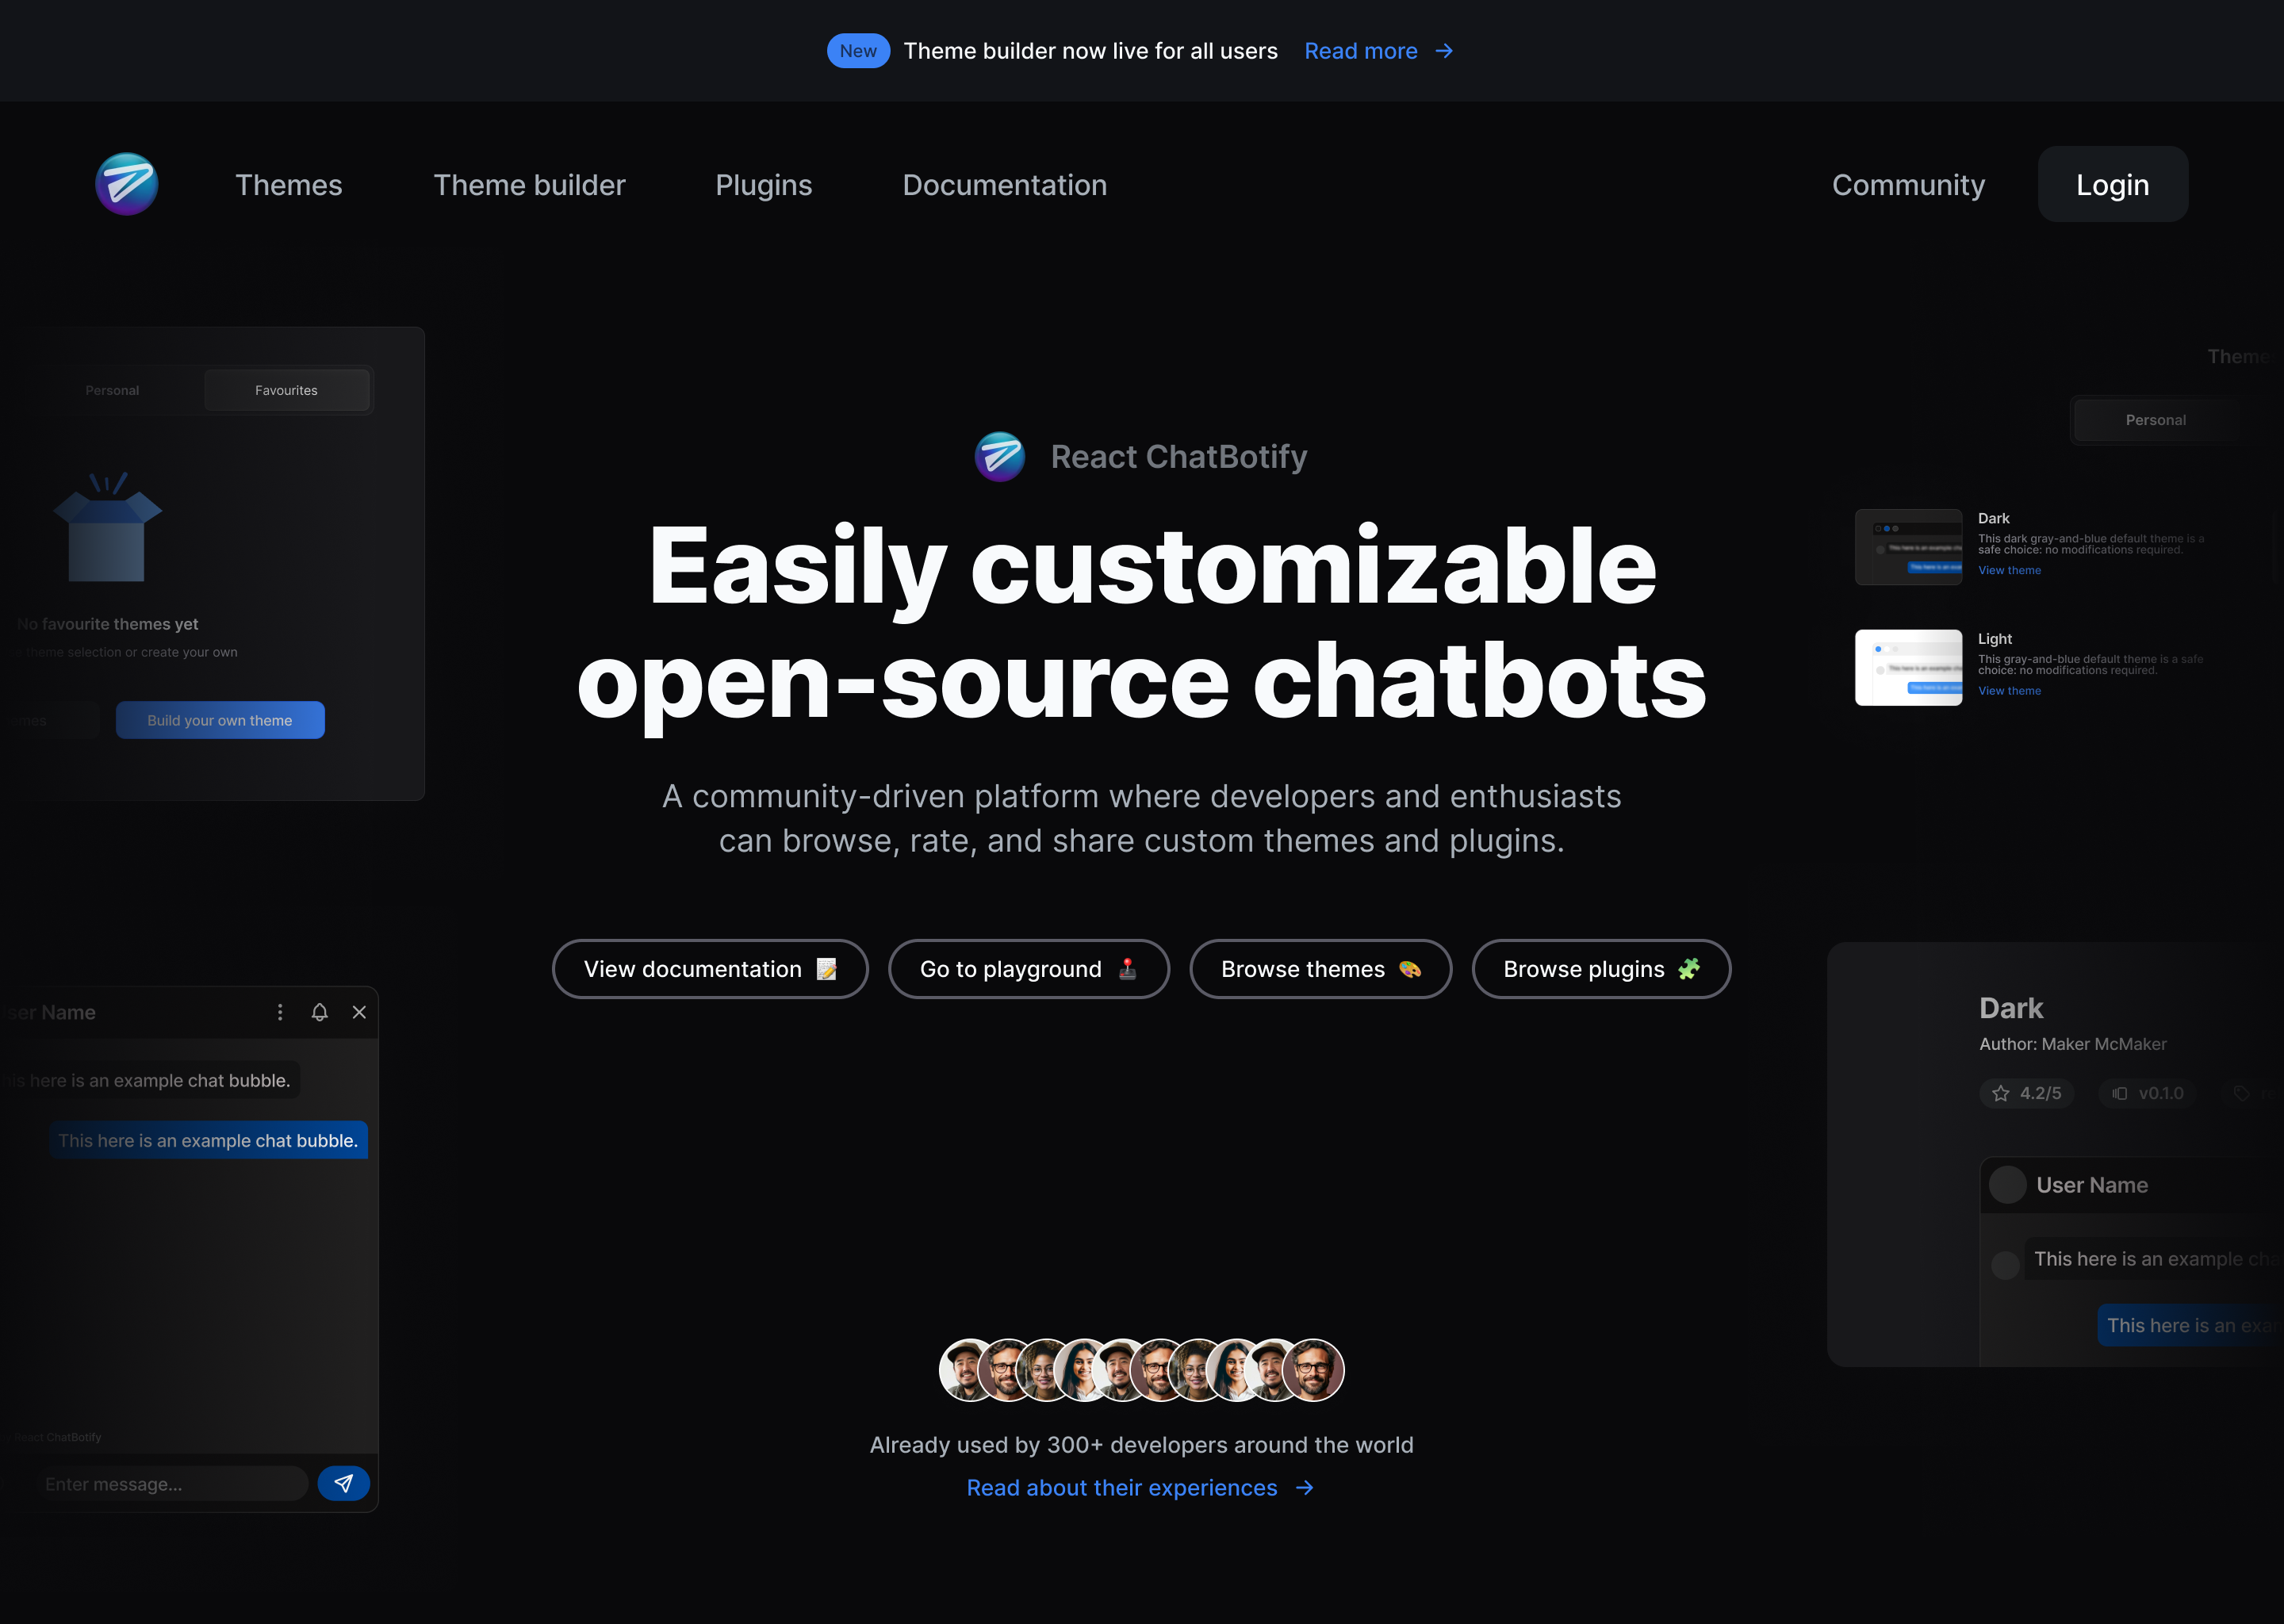 New Theme builder now live for all users Read more →
Themes Theme builder Plugins Documentation Community Login
Personal Favourites
No favourite themes yet
theme selection or create your own
Build your own theme
React ChatBotify
Easily customizable
open-source chatbots
A community-driven platform where developers and enthusiasts
can browse, rate, and share custom themes and plugins.
View documentation 📝 Go to playground 🕹️ Browse themes 🎨 Browse plugins 🧩
Personal
Dark
This dark gray-and-blue default theme is a
safe choice: no modifications required.
View theme
Light
This gray-and-blue default theme is a safe
choice: no modifications required.
View theme
User Name
here is an example chat bubble.
This here is an example chat bubble.
React ChatBotify
Enter message...
Dark
Author: Maker McMaker
4.2/5 v0.1.0
User Name
This here is an example
This here is an
Already used by 300+ developers around the world
Read about their experiences →